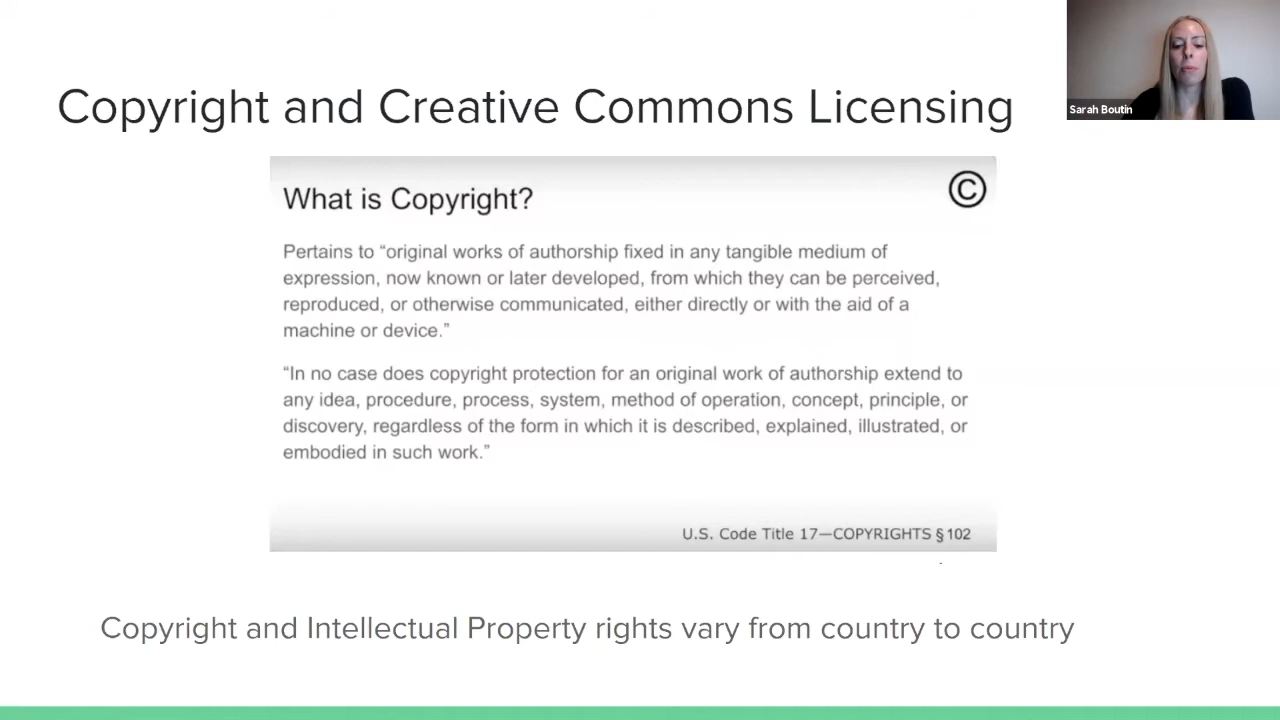 Copyright and Creative Commons Licensing
Sarah Boutin
What is Copyright?
©
Pertains to “original works of authorship fixed in any tangible medium of
expression, now known or later developed, from which they can be perceived,
reproduced, or otherwise communicated, either directly or with the aid of a
machine or device.”
“In no case does copyright protection for an original work of authorship extend to
any idea, procedure, process, system, method of operation, concept, principle, or
discovery, regardless of the form in which it is described, explained, illustrated, or
embodied in such work.”
U.S. Code Title 17—COPYRIGHTS § 102
Copyright and Intellectual Property rights vary from country to country